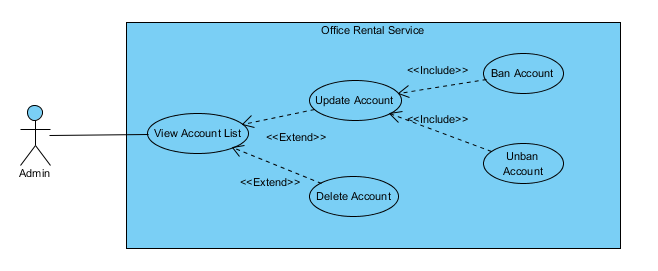 Office Rental Service
<<Include>>
Ban Account
Update Account
<<Include>>
View Account List
<<Extend>>
Unban
Account
Admin
<<Extend>>
Delete Account